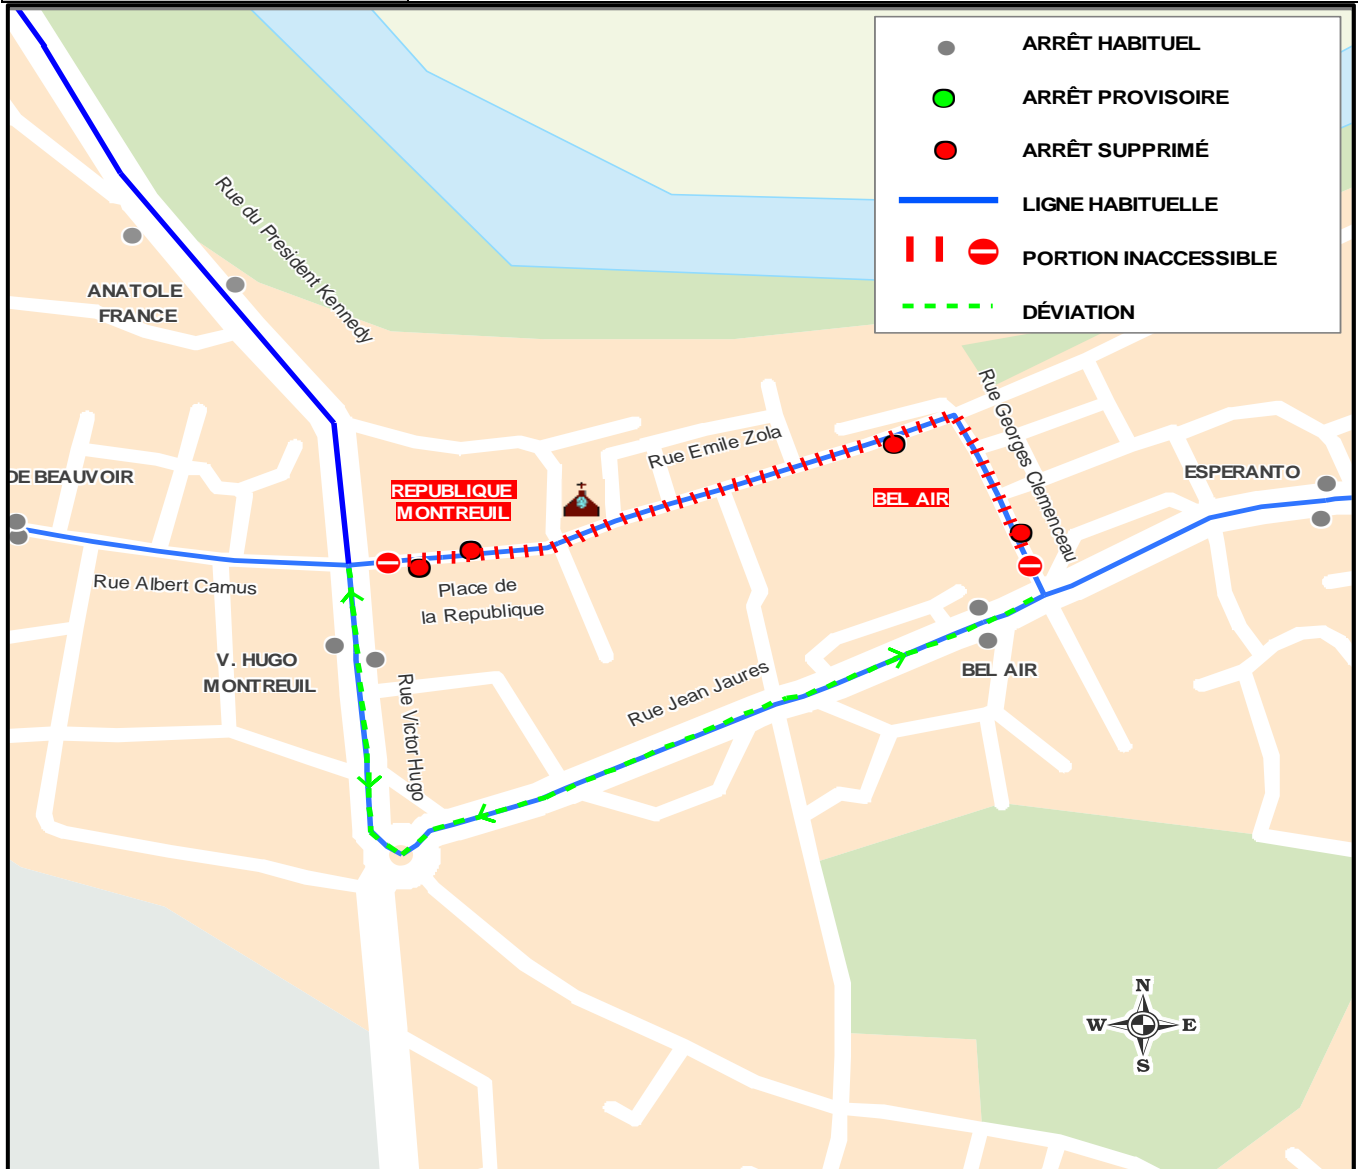 ARRÊT HABITUEL
ARRÊT PROVISOIRE
ARRÊT SUPPRIMÉ
LIGNE HABITUELLE
PORTION INACCESSIBLE
DÉVIATION
Rue du President Kennedy
ANATOLE
FRANCE
Rue Georges Clemenceau
Rue Emile Zola
DE BEAUVOIR
REPUBLIQUE
MONTREUIL
BEL AIR
ESPERANTO
Rue Albert Camus
Place de
la Republique
V. HUGO
MONTREUIL
BEL AIR
Rue Jean Jaures
Rue Victor Hugo
N
W
E
S